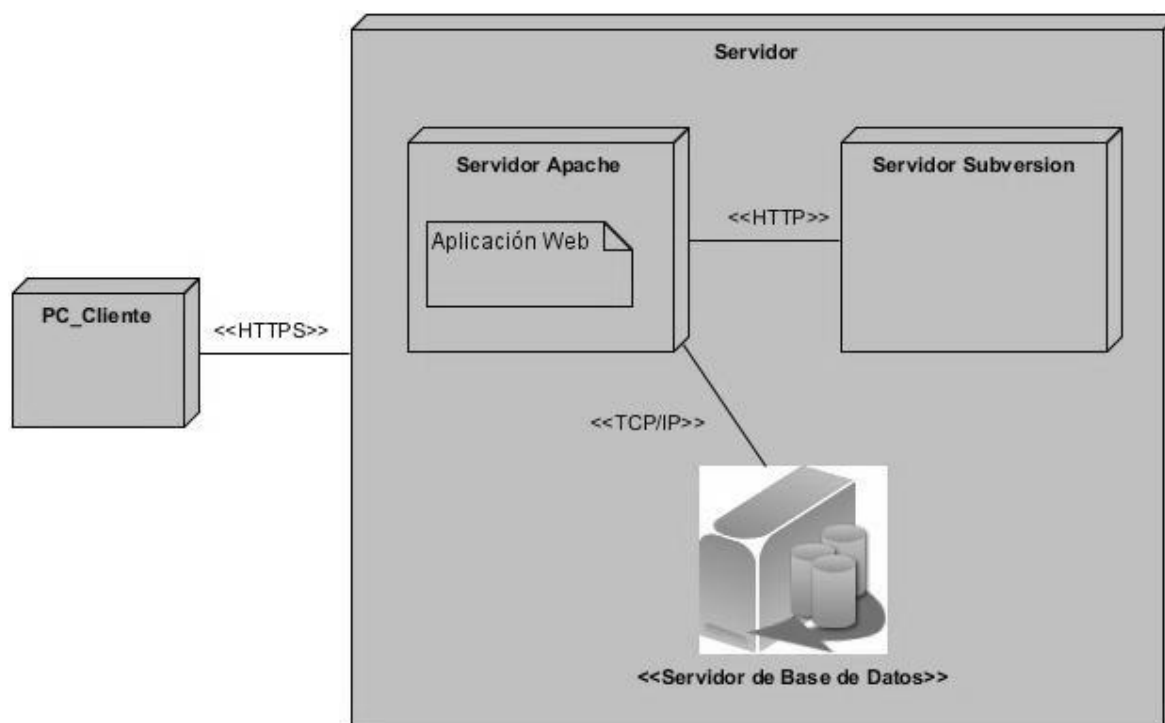 Servidor
Servidor Apache
Servidor Subversion
<<HTTP>>
Aplicación Web
PC_Cliente
<<HTTPS>>
<<TCP/IP>>
<<Servidor de Base de Datos>>